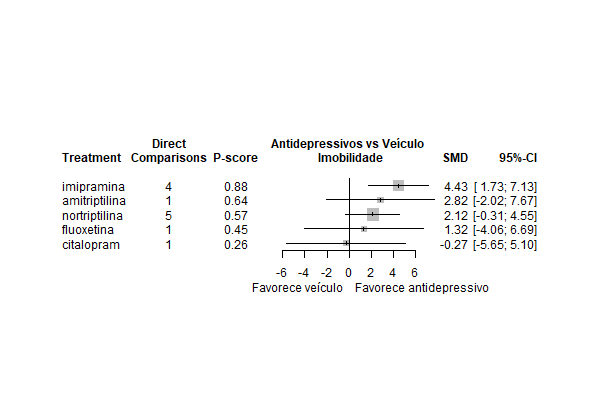 Direct Antidepressivos vs Veículo
Treatment Comparisons P-score Imobilidade SMD 95%-CI
imipramina 4 0.88 4.43 [ 1.73; 7.13]
amitriptilina 1 0.64 2.82 [-2.02; 7.67]
nortriptilina 5 0.57 2.12 [-0.31; 4.55]
fluoxetina 1 0.45 1.32 [-4.06; 6.69]
citalopram 1 0.26 -0.27 [-5.65; 5.10]
-6 -4 -2 0 2 4 6
Favorece veículo Favorece antidepressivo